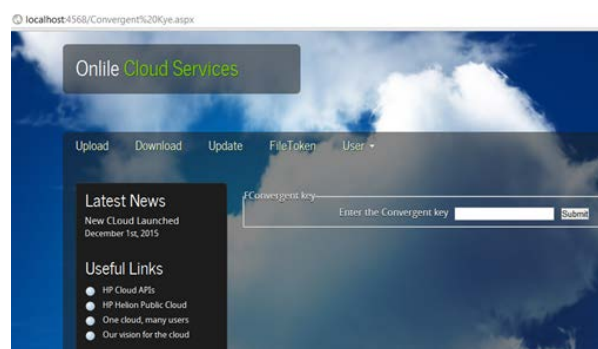 localhost:4568/Convergent%20Kye.aspx
Onlile Cloud Services
Upload Download Update FileToken User
FConvergent key
Enter the Convergent key Submit
Latest News
New CLoud Launched
December 1st, 2015
Useful Links
HP Cloud APIs
HP Helion Public Cloud
One cloud, many users
Our vision for the cloud